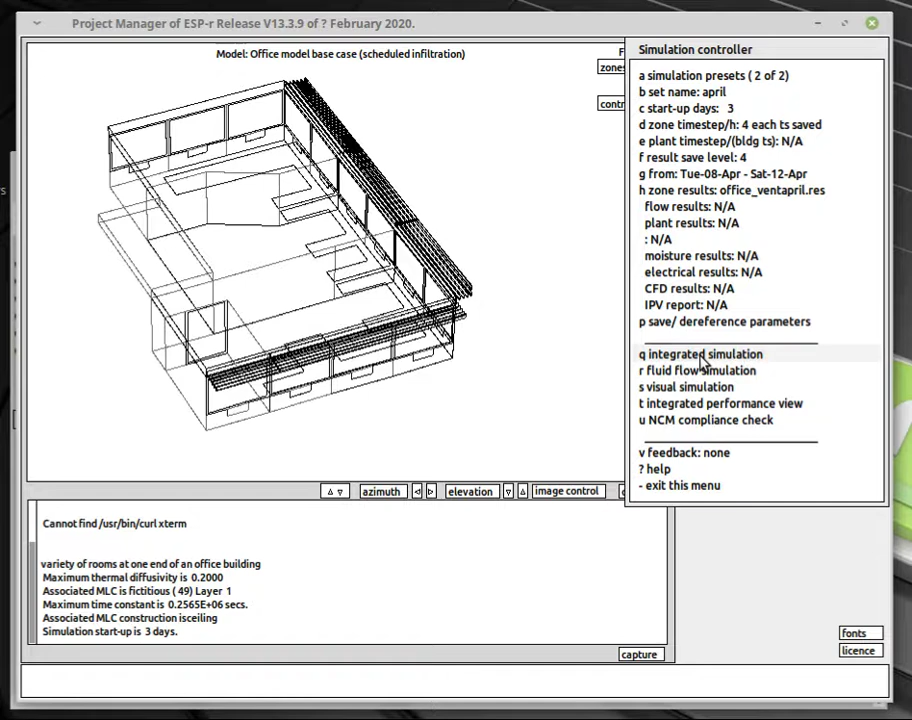 Project Manager of ESP-r Release V13.3.9 of ? February 2020.
Model: Office model base case (scheduled infiltration)
F
zones
contr
Simulation controller
a simulation presets ( 2 of 2)
b set name: april
c start-up days: 3
d zone timestep/h: 4 each ts saved
e plant timestep/(bldg ts): N/A
f result save level: 4
g from: Tue-08-Apr - Sat-12-Apr
h zone results: office_ventapril.res
flow results: N/A
plant results: N/A
: N/A
moisture results: N/A
electrical results: N/A
CFD results: N/A
IPV report: N/A
p save/ dereference parameters
q integrated simulation
r fluid flow simulation
s visual simulation
t integrated performance view
u NCM compliance check
v feedback: none
? help
- exit this menu
azimuth
elevation
image control
Cannot find /usr/bin/curl xterm
variety of rooms at one end of an office building
Maximum thermal diffusivity is 0.2000
Associated MLC is fictitious ( 49) Layer 1
Maximum time constant is 0.2565E+06 secs.
Associated MLC construction isceiling
Simulation start-up is 3 days.
capture
fonts
licence